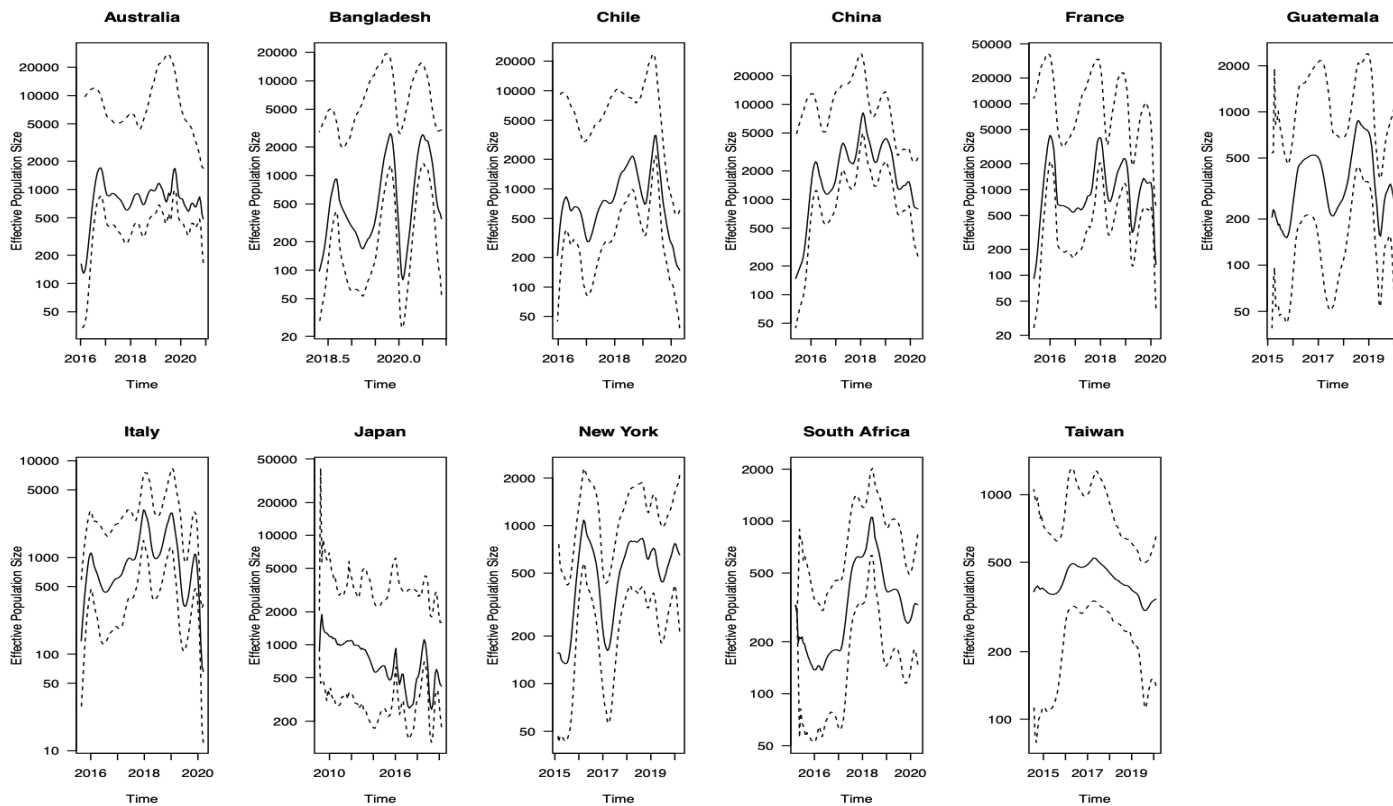 Australia
Effective Population Size
20000
10000
5000
2000
1000
500
200
100
50
2016 2018 2020
Time
Bangladesh
Effective Population Size
20000
5000
2000
500
200
100
50
20
2018.5 2020.0
Time
Chile
Effective Population Size
20000
10000
5000
2000
1000
500
200
100
50
2016 2018 2020
Time
China
Effective Population Size
20000
10000
5000
2000
1000
500
200
100
50
2016 2018 2020
Time
France
Effective Population Size
50000
20000
10000
5000
2000
1000
500
200
100
50
20
2016 2018 2020
Time
Guatemala
Effective Population Size
2000
1000
500
200
100
50
2015 2017 2019
Time
Italy
Effective Population Size
10000
5000
1000
500
100
50
10
2016 2018 2020
Time
Japan
Effective Population Size
50000
20000
10000
5000
2000
1000
500
200
2010 2016
Time
New York
Effective Population Size
2000
1000
500
200
100
50
2015 2017 2019
Time
South Africa
Effective Population Size
2000
1000
500
200
100
50
2016 2018 2020
Time
Taiwan
Effective Population Size
1000
500
200
100
2015 2017 2019
Time